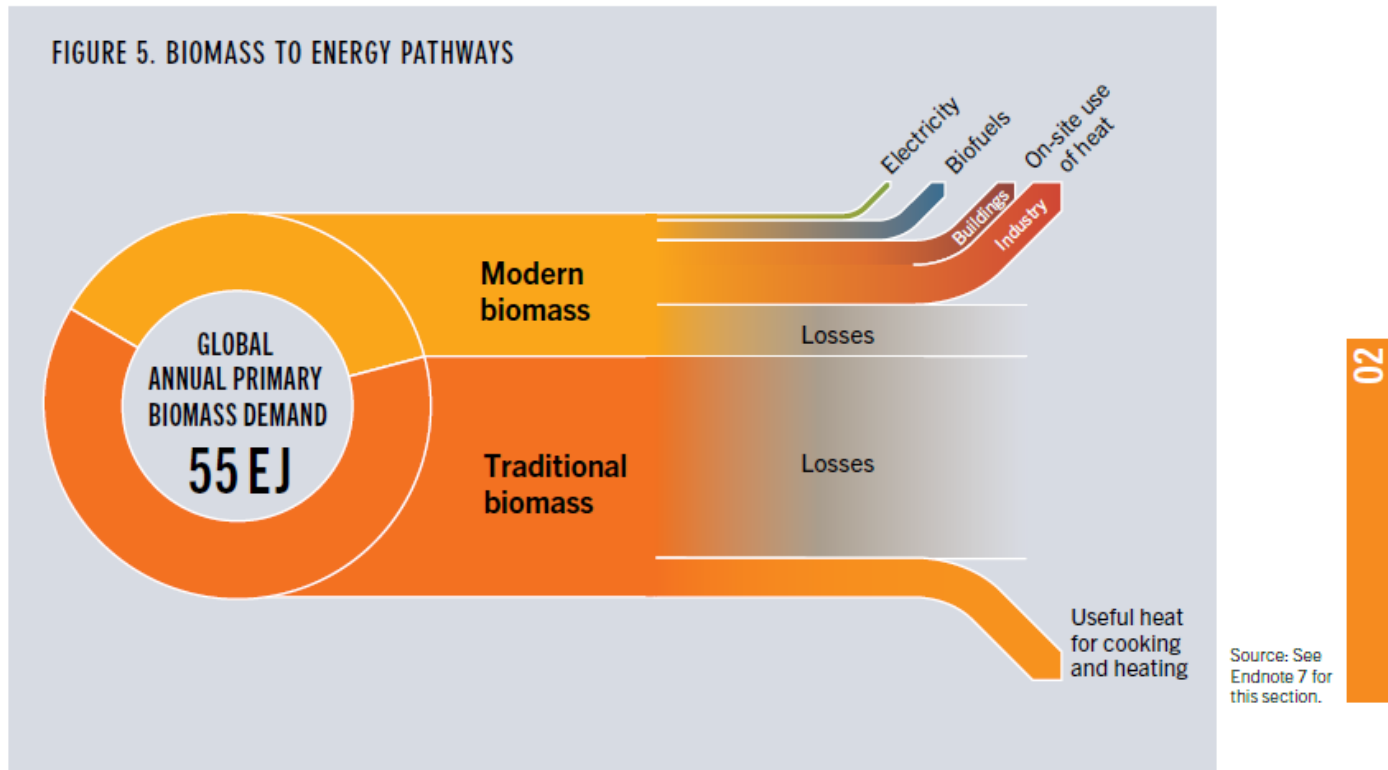 FIGURE 5. BIOMASS TO ENERGY PATHWAYS
Electricity
Biofuels
On-site use
of heat
Buildings
Industry
Modern
biomass
Losses
GLOBAL
ANNUAL PRIMARY
BIOMASS DEMAND
55 EJ
Traditional
biomass
Losses
Useful heat
for cooking
and heating
Source: See
Endnote 7 for
this section.
02